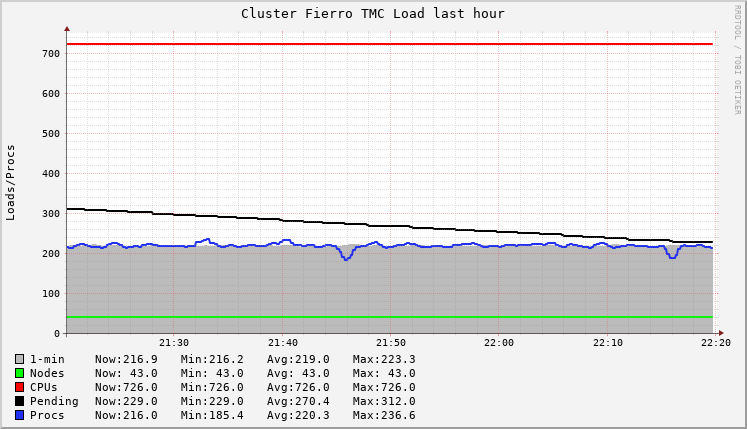 Cluster Fierro TMC Load last hour
RRDTOOL / TOBI OETIKER
Loads/Procs
700
600
500
400
300
200
100
0
21:30 21:40 21:50 22:00 22:10 22:20
1-min Now:216.9 Min:216.2 Avg:219.0 Max:223.3
Nodes Now: 43.0 Min: 43.0 Avg: 43.0 Max: 43.0
CPUs Now:726.0 Min:726.0 Avg:726.0 Max:726.0
Pending Now:229.0 Min:229.0 Avg:270.4 Max:312.0
Procs Now:216.0 Min:185.4 Avg:220.3 Max:236.6